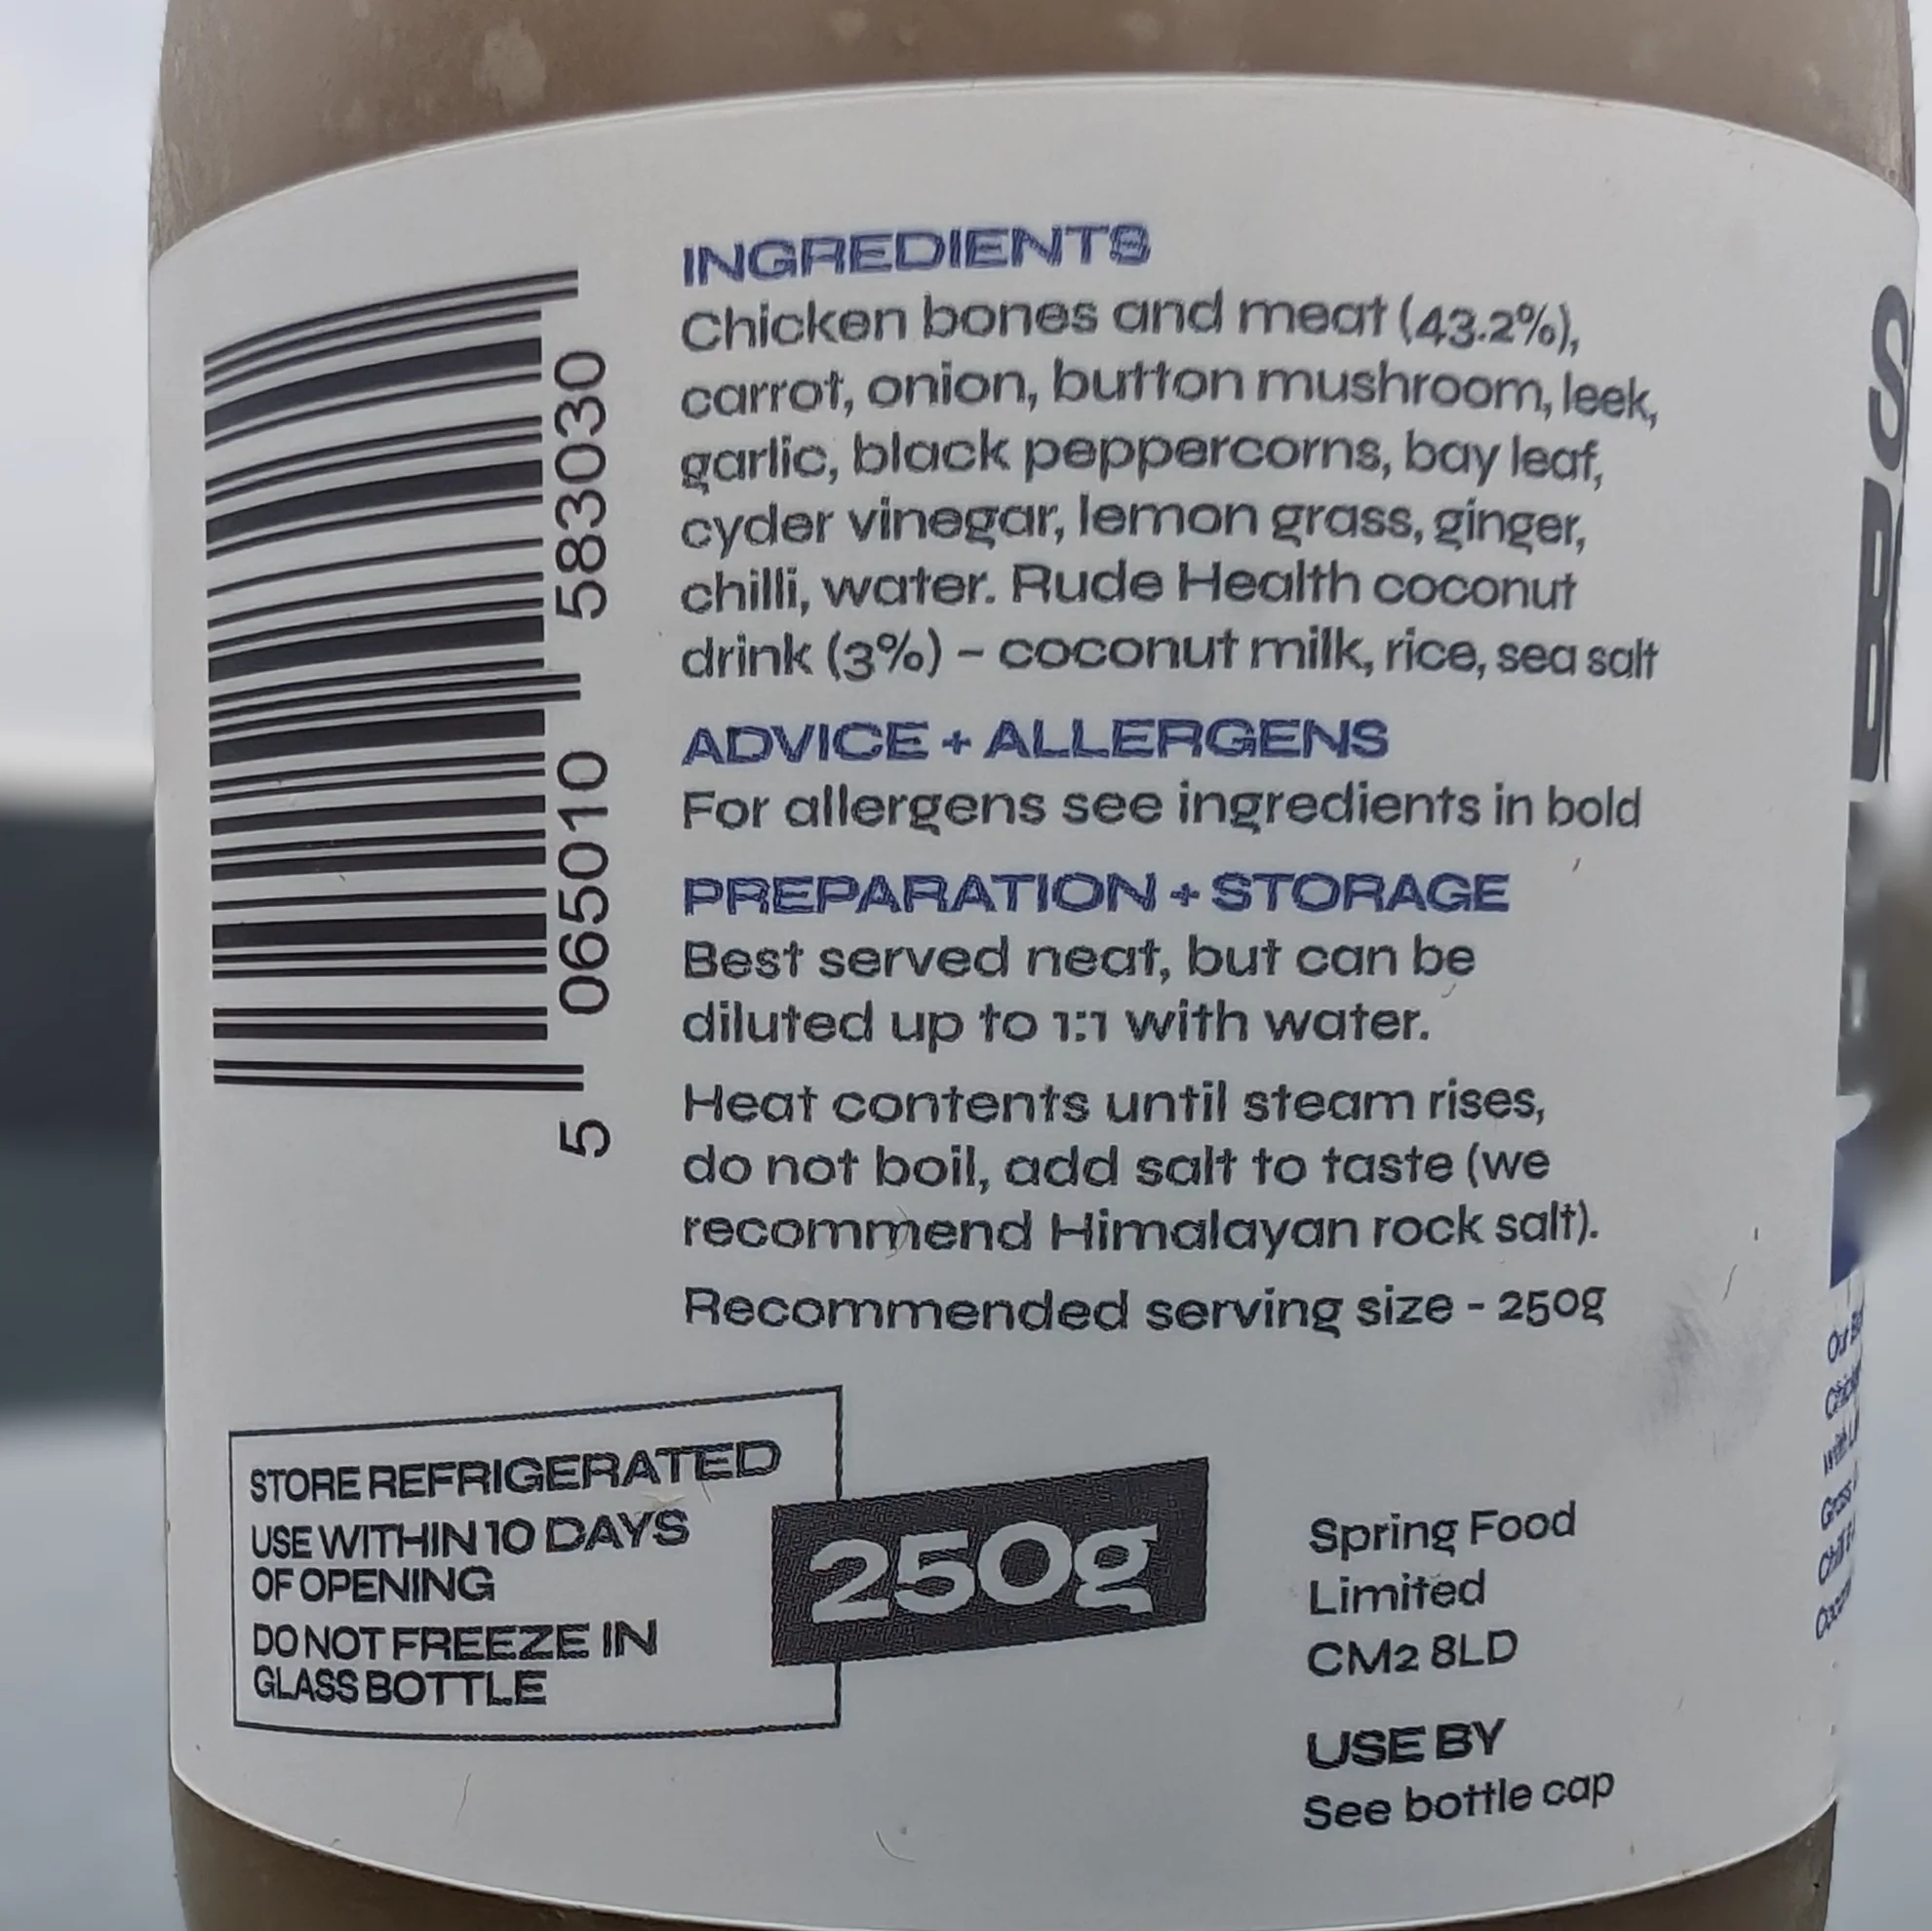 INGREDIENTS
Chicken bones and meat (43.2%),
carrot, onion, button mushroom, leek,
garlic, black peppercorns, bay leaf,
cyder vinegar, lemon grass, ginger,
chilli, water. Rude Health coconut
drink (3%) – coconut milk, rice, sea salt
ADVICE + ALLERGENS
For allergens see ingredients in bold
PREPARATION + STORAGE
Best served neat, but can be
diluted up to 1:1 with water.
Heat contents until steam rises,
do not boil, add salt to taste (we
recommend Himalayan rock salt).
Recommended serving size - 250g
5 065010 583030
STORE REFRIGERATED
USE WITHIN 10 DAYS
OF OPENING
DO NOT FREEZE IN
GLASS BOTTLE
250g
Spring Food
Limited
CM2 8LD
USE BY
See bottle cap